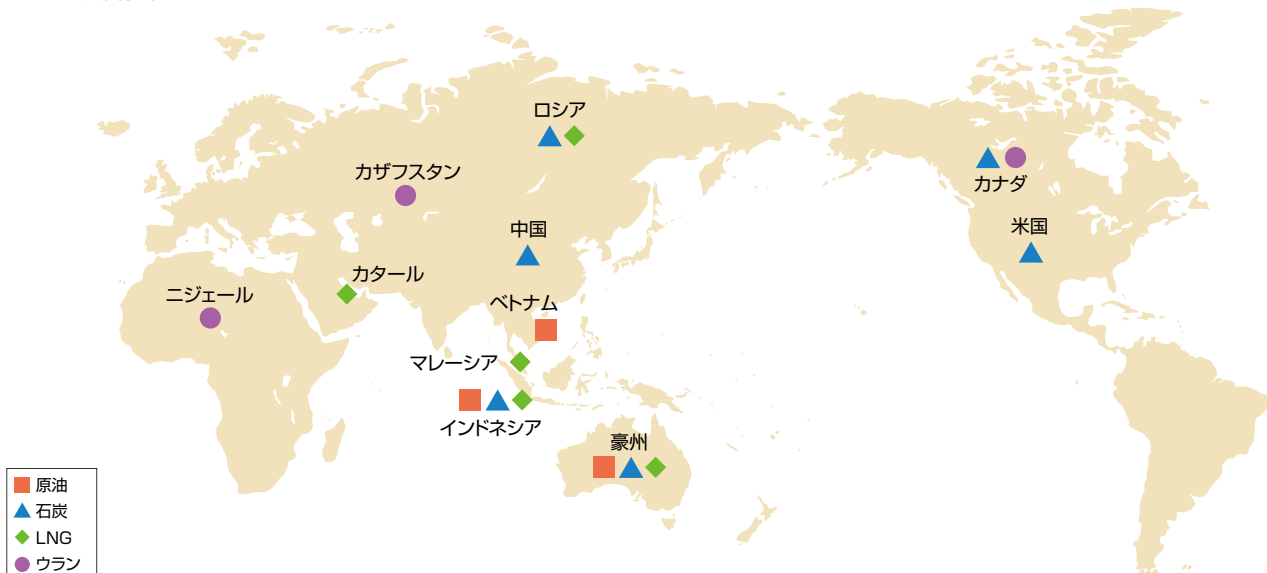 ロシア
カザフスタン
カナダ
米国
中国
カタール
ニジェール
ベトナム
マレーシア
インドネシア
豪州
原油
石炭
LNG
ウラン